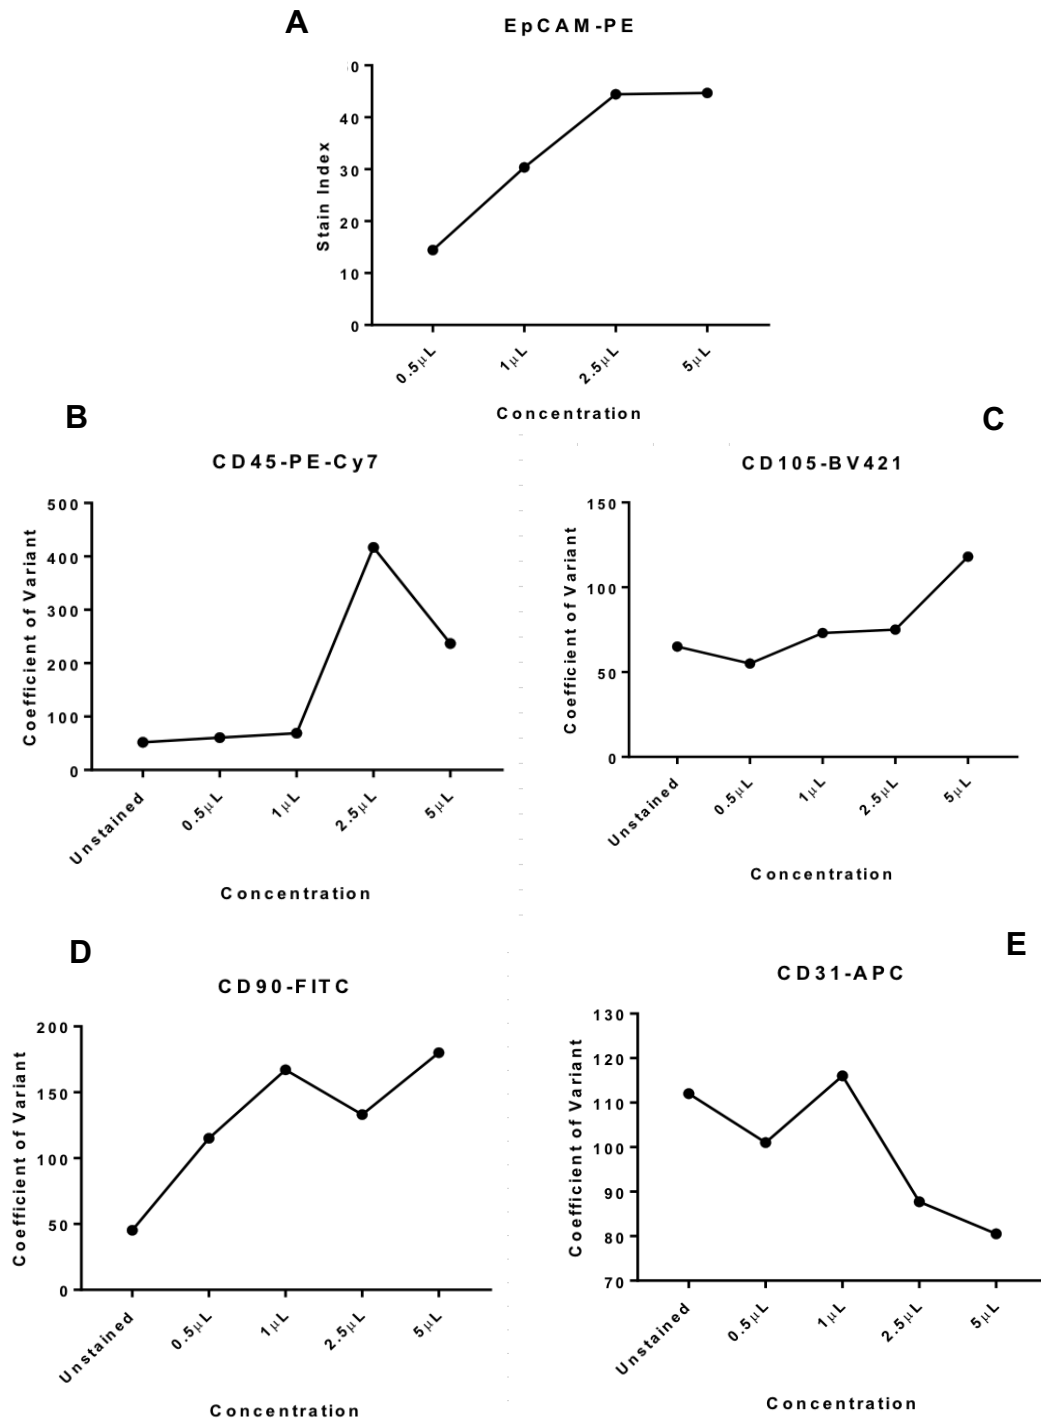 A
EpCAM-PE
0
40
30
20
10
0
Stain Index
0.5µL
1µL
2.5µL
5µL
Concentration
B
CD45-PE-Cy7
500
400
300
200
100
0
Coefficient of Variant
Unstained
0.5µL
1µL
2.5µL
5µL
Concentration
C
CD105-BV421
150
100
50
0
Coefficient of Variant
Unstained
0.5µL
1µL
2.5µL
5µL
Concentration
D
CD90-FITC
200
150
100
50
0
Coefficient of Variant
Unstained
0.5µL
1µL
2.5µL
5µL
Concentration
E
CD31-APC
130
120
110
100
90
80
70
Coefficient of Variant
Unstained
0.5µL
1µL
2.5µL
5µL
Concentration